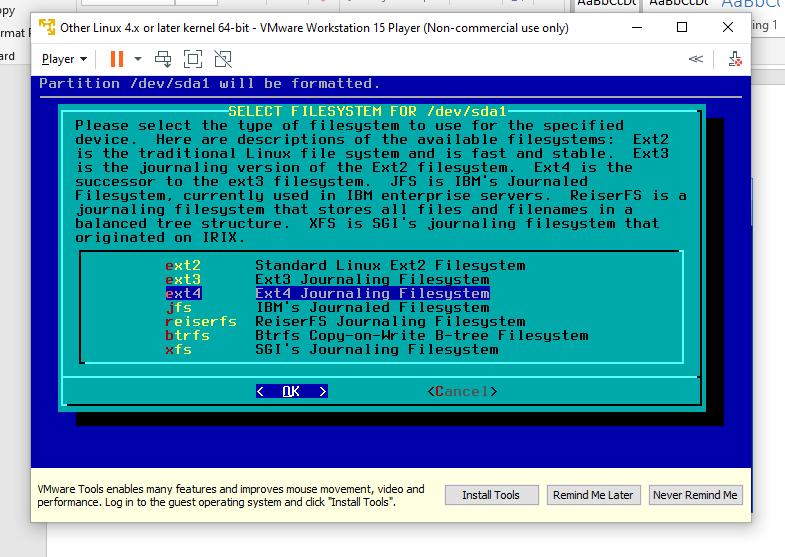 opy
AaBbCcDc AaBbCcDc AaBbCc
Other Linux 4.x or later kernel 64-bit - VMware Workstation 15 Player (Non-commercial use only)
ng 1
ard
Player
Partition /dev/sda1 will be formatted.
SELECT FILESYSTEM FOR /dev/sda1
Please select the type of filesystem to use for the specified
device.  Here are descriptions of the available filesystems:  Ext2
is the traditional Linux file system and is fast and stable.  Ext3
is the journaling version of the Ext2 filesystem.  Ext4 is the
successor to the ext3 filesystem.  JFS is IBM's Journaled
Filesystem, currently used in IBM enterprise servers.  ReiserFS is a
journaling filesystem that stores all files and filenames in a
balanced tree structure.  XFS is SGI's journaling filesystem that
originated on IRIX.
ext2 Standard Linux Ext2 Filesystem
ext3 Ext3 Journaling Filesystem
ext4 Ext4 Journaling Filesystem
jfs IBM's Journaled Filesystem
reiserfs ReiserFS Journaling Filesystem
btrfs Btrfs Copy-on-Write B-tree Filesystem
xfs SGI's Journaling Filesystem
< OK > <Cancel>
VMware Tools enables many features and improves mouse movement, video and
performance. Log in to the guest operating system and click "Install Tools".
Install Tools Remind Me Later Never Remind Me